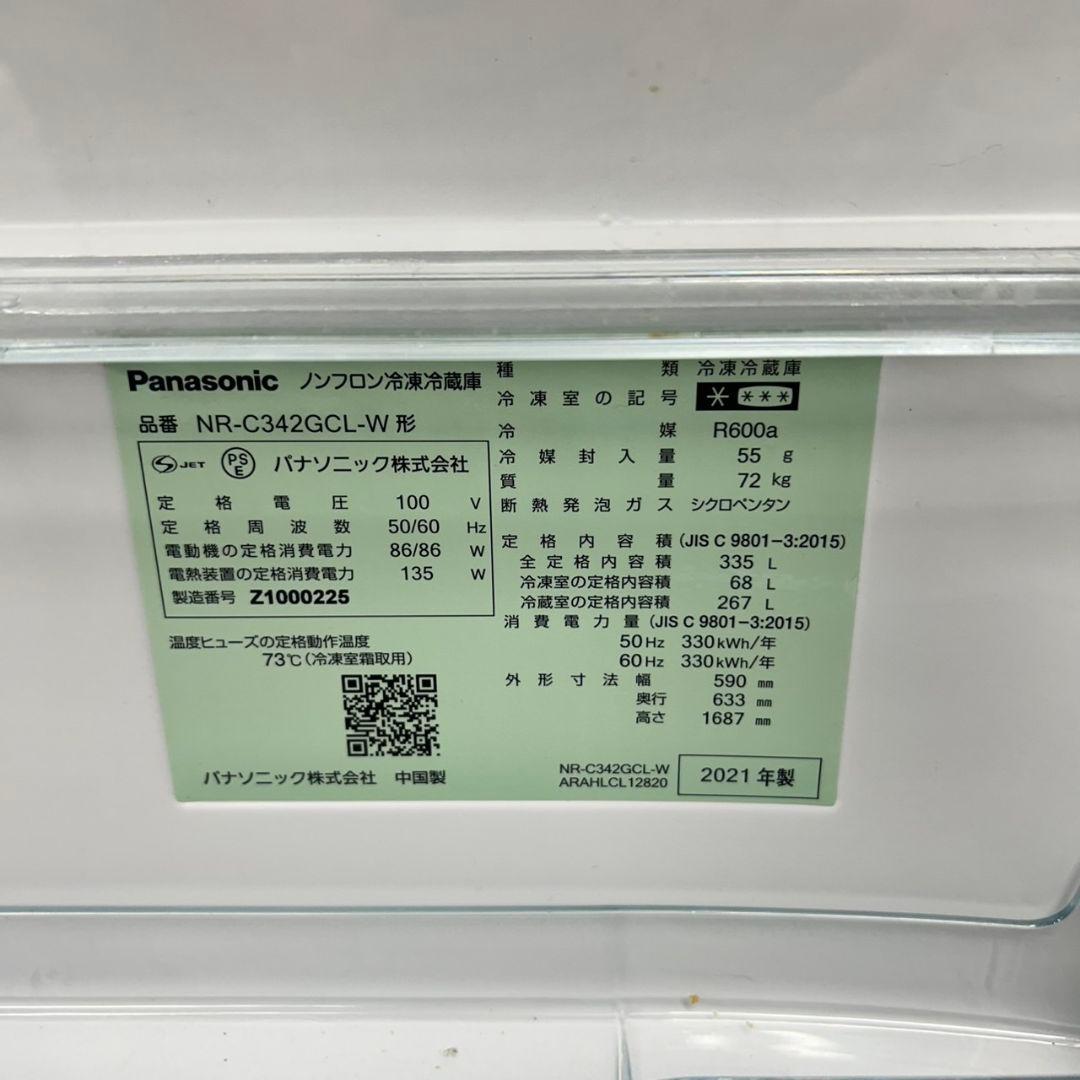 Panasonic ノンフロン冷凍冷蔵庫
品番 NR-C342GCL-W 形
JET PS E パナソニック株式会社
定格電圧 100 V
定格周波数 50/60 Hz
電動機の定格消費電力 86/86 W
電熱装置の定格消費電力 135 W
製造番号 Z1000225
温度ヒューズの定格動作温度
73℃(冷凍室霜取用)
パナソニック株式会社 中国製
種類 冷凍冷蔵庫
冷凍室の記号 * ***
冷媒 R600a
冷媒封入量 55 g
質量 72 kg
断熱発泡ガス シクロペンタン
定格内容積 (JIS C 9801-3:2015)
全定格内容積 335 L
冷凍室の定格内容積 68 L
冷蔵室の定格内容積 267 L
消費電力量 (JIS C 9801-3:2015)
50Hz 330kWh/年
60Hz 330kWh/年
外形寸法 幅 590 mm
奥行 633 mm
高さ 1687 mm
NR-C342GCL-W
ARAHLCL12820
2021年製